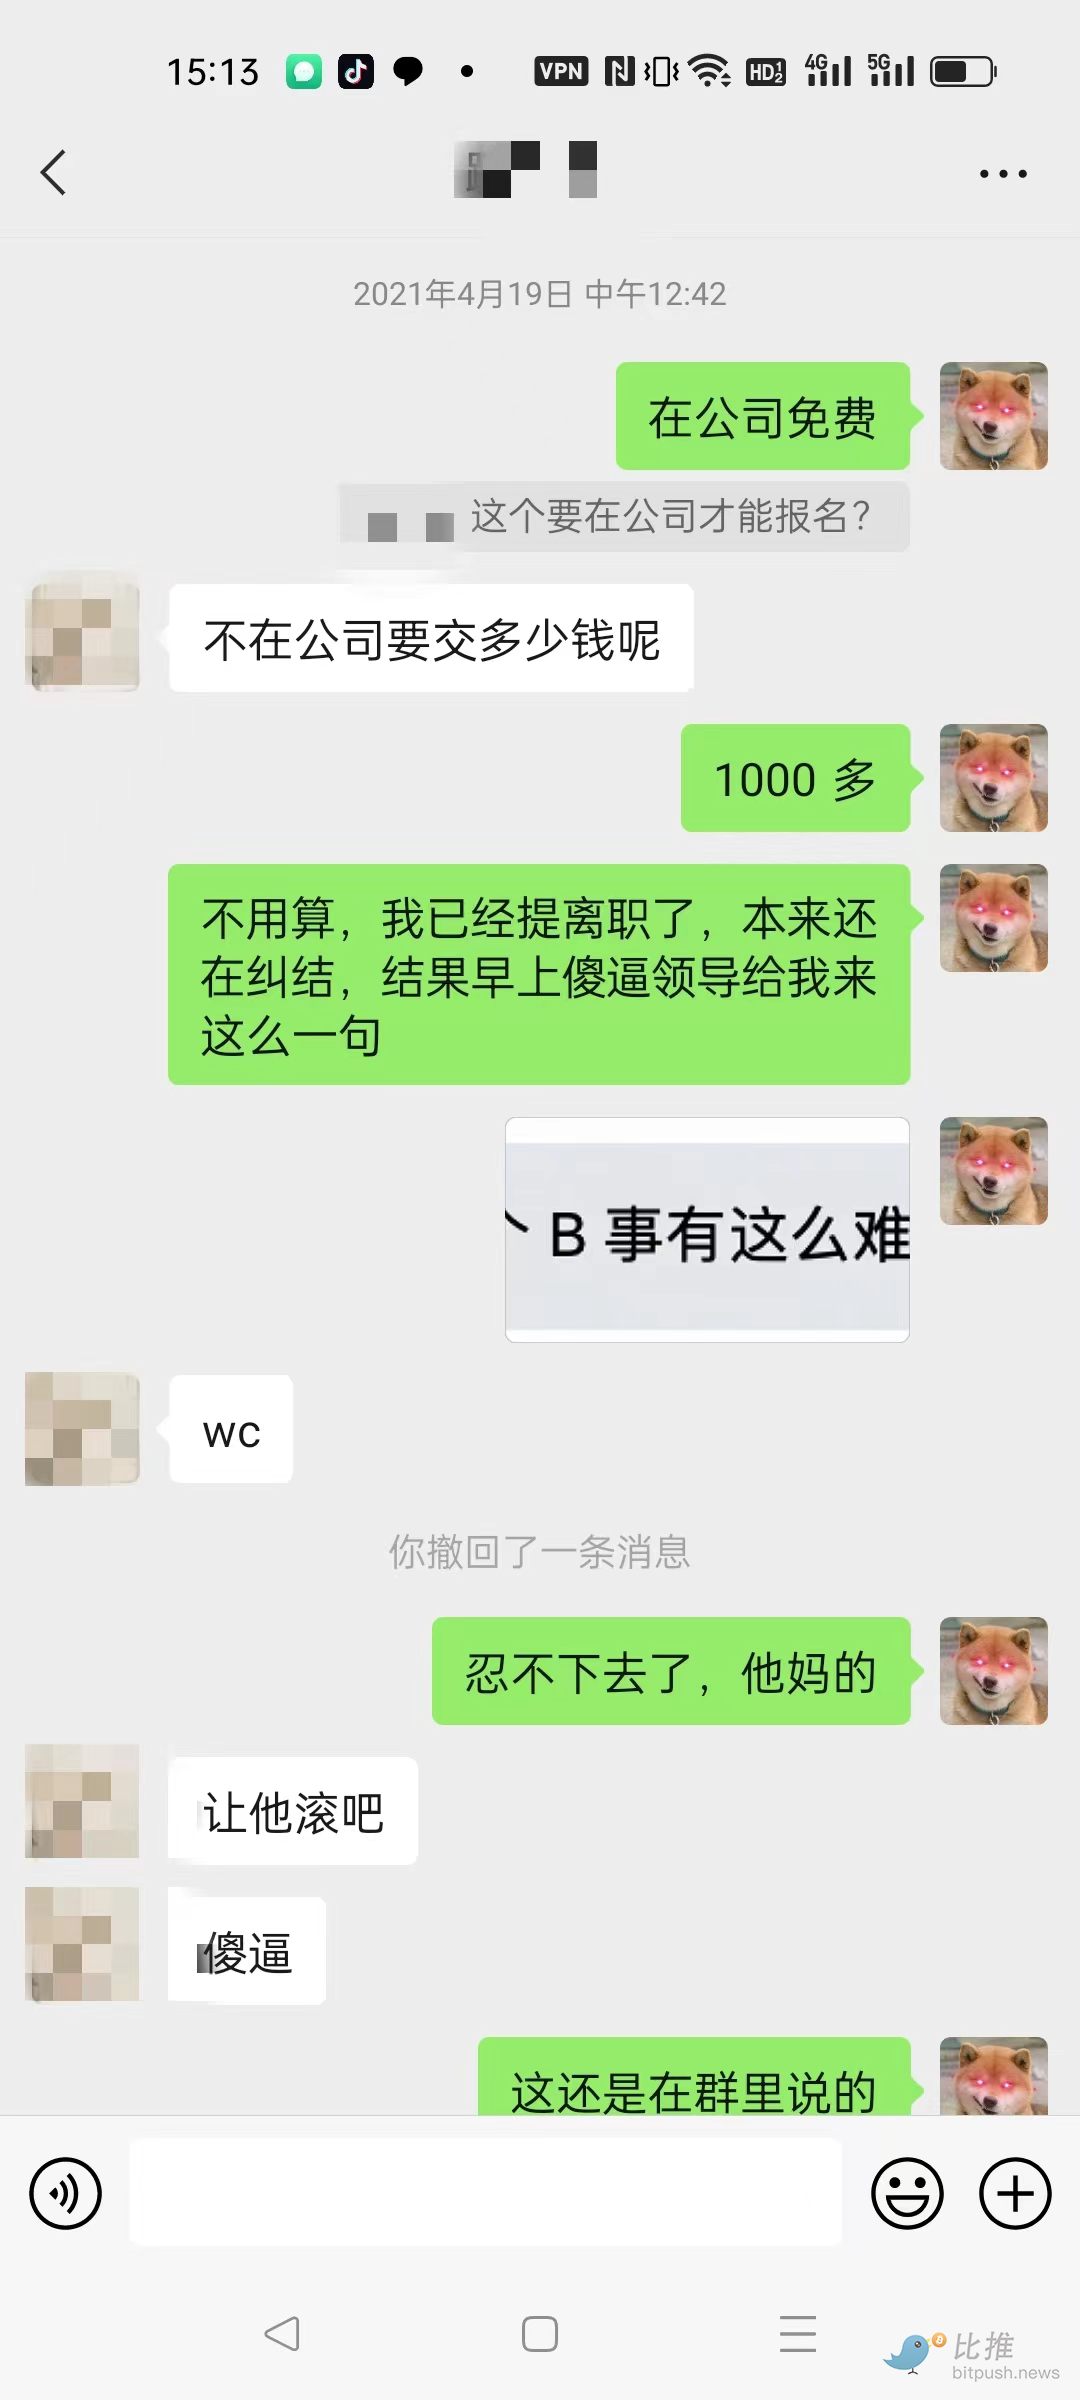 15:13 VPN HD 1 2 4G 5G
2021年4月19日 中午12:42
在公司免费
这个要在公司才能报名?
不在公司要交多少钱呢
1000 多
不用算，我已经提离职了，本来还
在纠结，结果早上傻逼领导给我来
这么一句
B 事有这么难
wc
你撤回了一条消息
忍不下去了，他妈的
让他滚吧
傻逼
这还是在群里说的
比推
bitpush.news